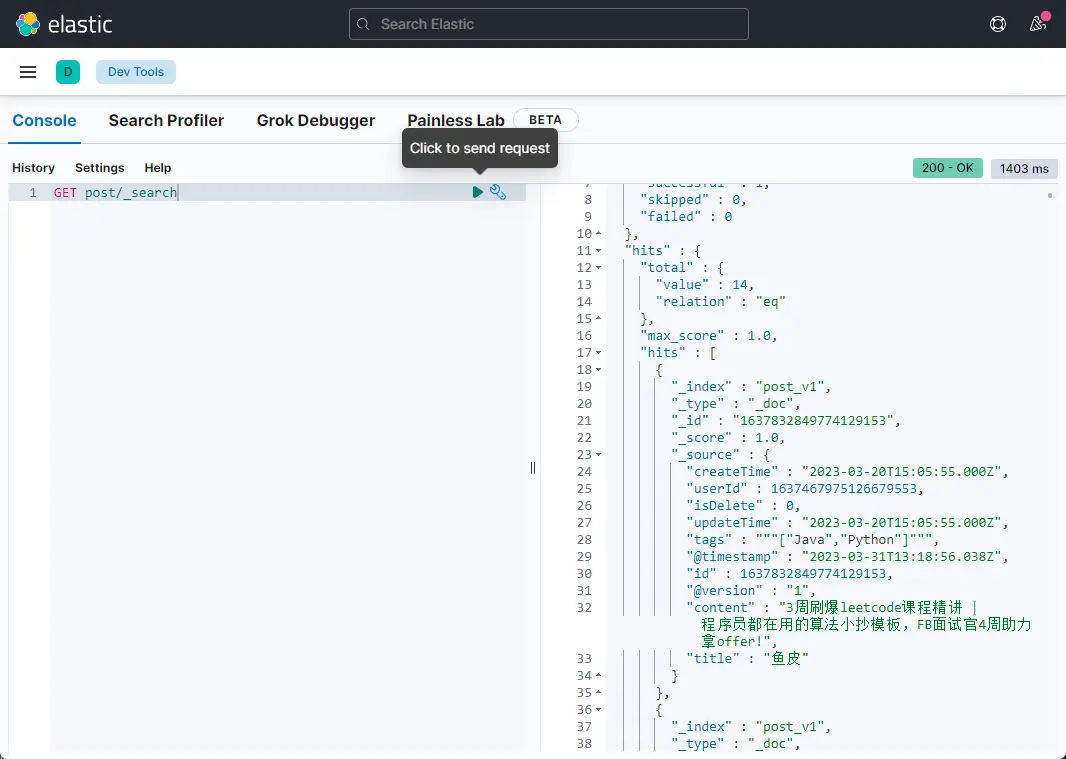 elastic
Search Elastic
D
Dev Tools
Console
Search Profiler
Grok Debugger
Painless Lab
BETA
Click to send request
History
Settings
Help
200 - OK
1403 ms
1 GET post/_search
7 "successful" : 1,
8 "skipped" : 0,
9 "failed" : 0
10 },
11 "hits" : {
12 "total" : {
13 "value" : 14,
14 "relation" : "eq"
15 },
16 "max_score" : 1.0,
17 "hits" : [
18 {
19 "_index" : "post_v1",
20 "_type" : "_doc",
21 "_id" : "1637832849774129153",
22 "_score" : 1.0,
23 "_source" : {
24 "createTime" : "2023-03-20T15:05:55.000Z",
25 "userId" : 1637467975126679553,
26 "isDelete" : 0,
27 "updateTime" : "2023-03-20T15:05:55.000Z",
28 "tags" : """["Java","Python"]""",
29 "@timestamp" : "2023-03-31T13:18:56.038Z",
30 "id" : 1637832849774129153,
31 "@version" : "1",
32 "content" : "3周刷爆leetcode课程精讲 |
程序员都在用的算法小抄模板，FB面试官4周助力
拿offer!",
33 "title" : "鱼皮"
34 }
35 },
36 {
37 "_index" : "post_v1",
38 "_type" : "_doc",